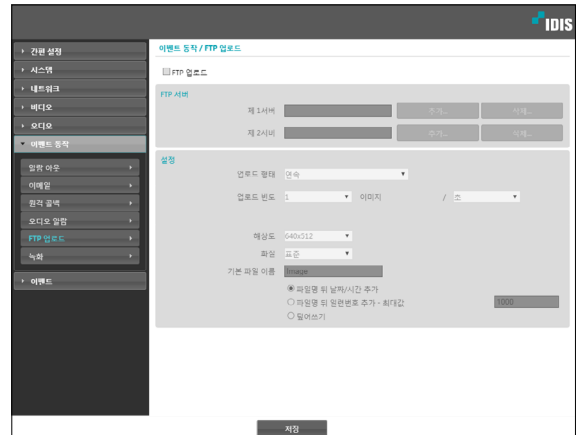 IDIS
간편 설정
시스템
네트워크
비디오
오디오
이벤트 동작
알람 아웃
이메일
원격 콜백
오디오 알람
FTP 업로드
녹화
이벤트
이벤트 동작 / FTP 업로드
FTP 업로드
FTP 서버
제 1서버 추가... 삭제...
제 2서버 추가... 삭제...
설정
업로드 형태 연속
업로드 빈도 1 이미지 / 초
해상도 640x512
화질 표준
기본 파일 이름 Image
파일명 뒤 날짜/시간 추가
파일명 뒤 일련번호 추가 - 최대값 1000
덮어쓰기
저장